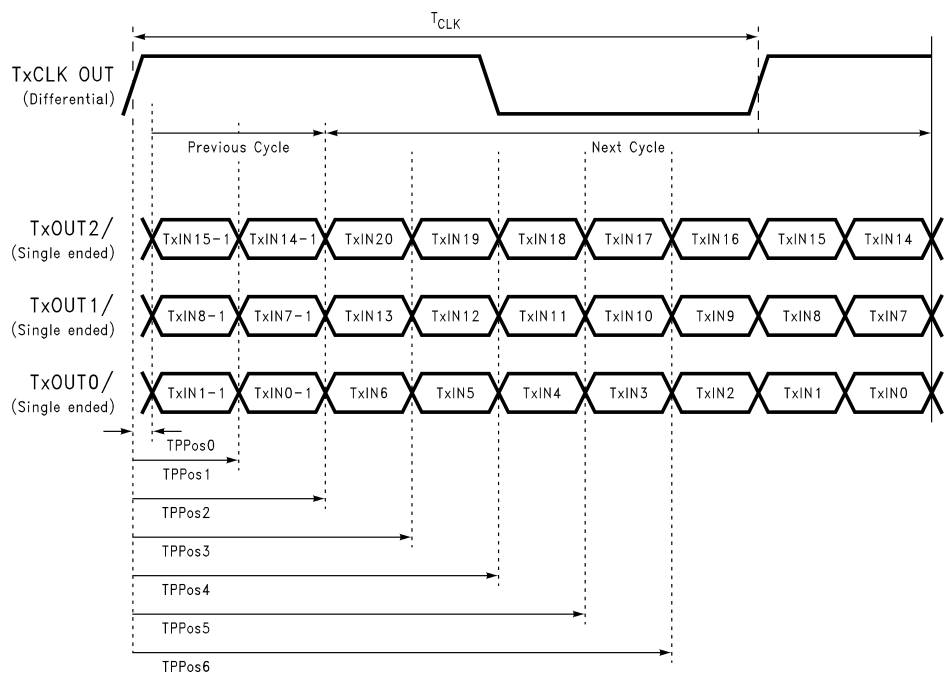 TCLK
TxCLK OUT
(Differential)
Previous Cycle
Next Cycle
TxOUT2/
(Single ended)
TxIN15-1 TxIN14-1 TxIN20 TxIN19 TxIN18 TxIN17 TxIN16 TxIN15 TxIN14
TxOUT1/
(Single ended)
TxIN8-1 TxIN7-1 TxIN13 TxIN12 TxIN11 TxIN10 TxIN9 TxIN8 TxIN7
TxOUT0/
(Single ended)
TxIN1-1 TxIN0-1 TxIN6 TxIN5 TxIN4 TxIN3 TxIN2 TxIN1 TxIN0
TPPos0
TPPos1
TPPos2
TPPos3
TPPos4
TPPos5
TPPos6